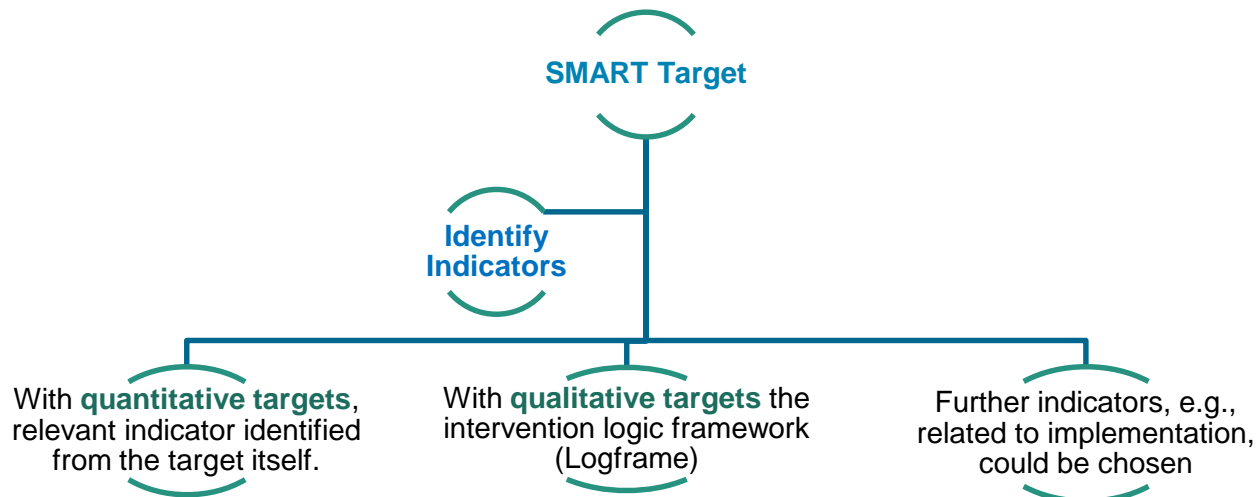 SMART Target
Identify
Indicators
With quantitative targets,
relevant indicator identified
from the target itself.
With qualitative targets the
intervention logic framework
(Logframe)
Further indicators, e.g.,
related to implementation,
could be chosen